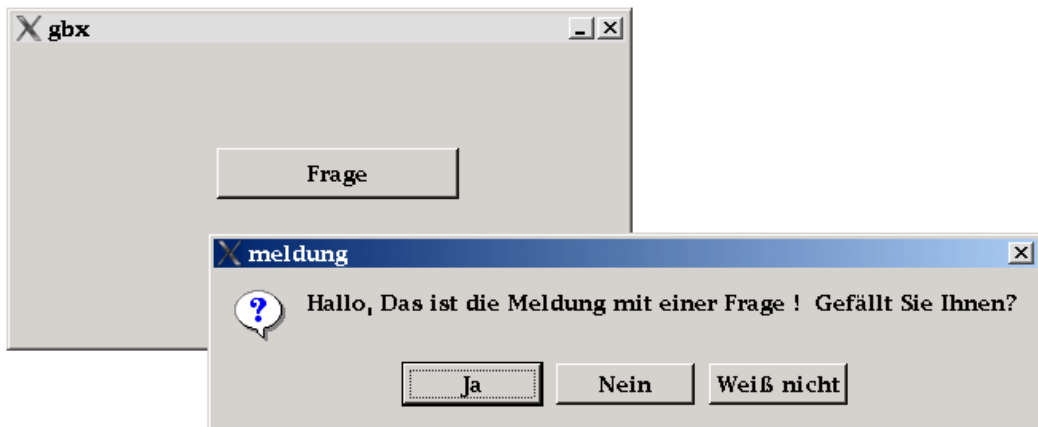 gbx
Frage
meldung
Hallo, Das ist die Meldung mit einer Frage !  Gefällt Sie Ihnen?
Ja
Nein
Weiß nicht